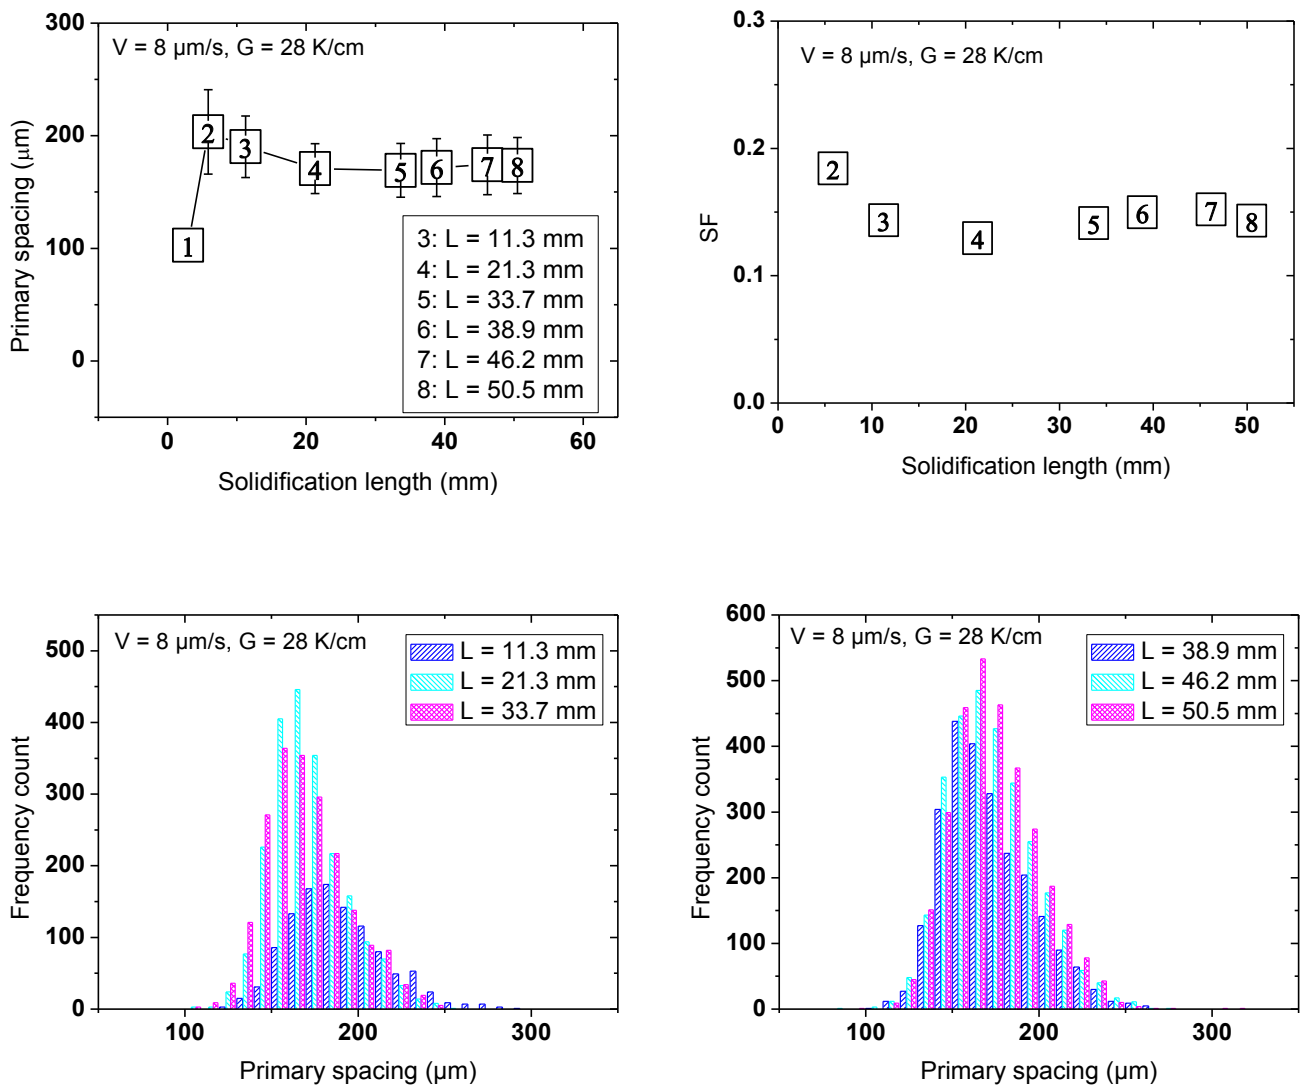 V = 8 µm/s, G = 28 K/cm
Primary spacing (µm)
300
200
100
0
1
2
3
4
5
6
7
8
3: L = 11.3 mm
4: L = 21.3 mm
5: L = 33.7 mm
6: L = 38.9 mm
7: L = 46.2 mm
8: L = 50.5 mm
0
20
40
60
Solidification length (mm)
V = 8 µm/s, G = 28 K/cm
SF
0.3
0.2
0.1
0.0
2
3
4
5
6
7
8
0
10
20
30
40
50
Solidification length (mm)
V = 8 µm/s, G = 28 K/cm
L = 11.3 mm
L = 21.3 mm
L = 33.7 mm
Frequency count
500
400
300
200
100
0
100
200
300
Primary spacing (µm)
V = 8 µm/s, G = 28 K/cm
L = 38.9 mm
L = 46.2 mm
L = 50.5 mm
Frequency count
600
500
400
300
200
100
0
100
200
300
Primary spacing (µm)